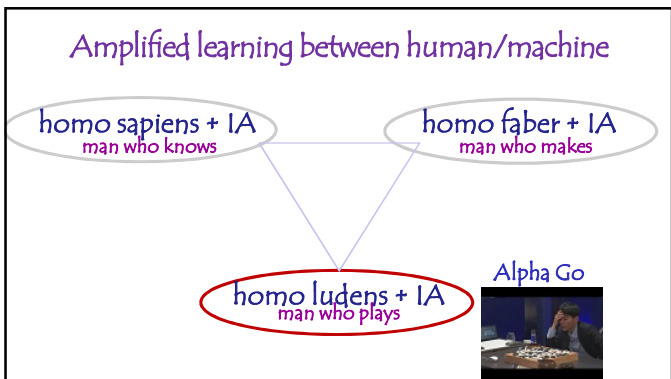 Amplified learning between human/machine
homo sapiens + IA
man who knows
homo faber + IA
man who makes
homo ludens + IA
man who plays
Alpha Go